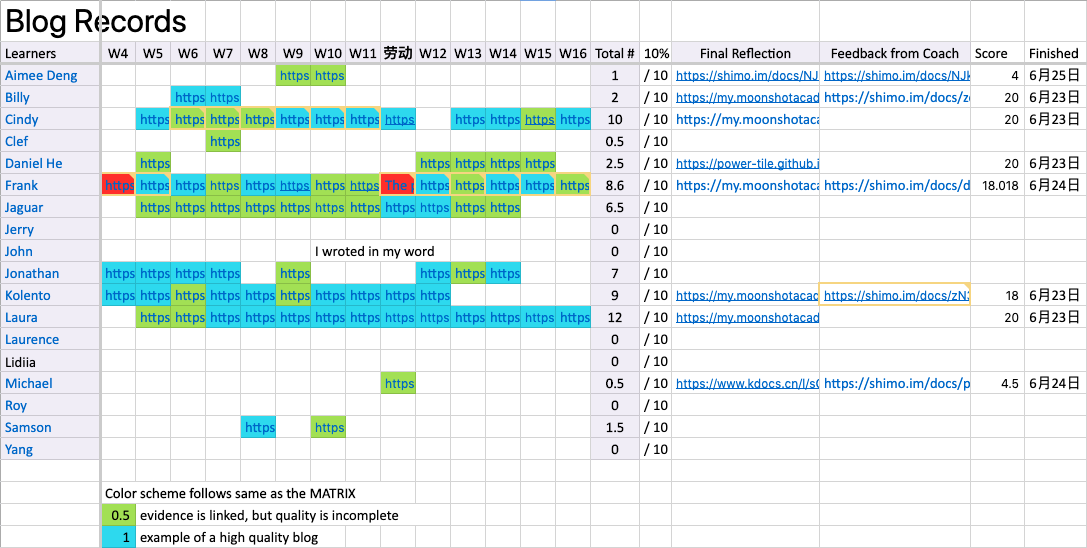 Blog Records
Learners W4 W5 W6 W7 W8 W9 W10 W11 劳动 W12 W13 W14 W15 W16 Total # 10% Final Reflection Feedback from Coach Score Finished
Aimee Deng https https 1 / 10 https://shimo.im/docs/NJ https://shimo.im/docs/NJk 4 6月25日
Billy https https 2 / 10 https://my.moonshotacad https://shimo.im/docs/z 20 6月23日
Cindy https https https https https https https https https https https https 10 / 10 https://my.moonshotaca 20 6月23日
Clef https 0.5 / 10
Daniel He https https https https https 2.5 / 10 https://power-tile.github.i 20 6月23日
Frank https https https https https https https https The https https https https https 8.6 / 10 https://my.moonshotaca https://shimo.im/docs/d 18.018 6月24日
Jaguar https https https https https https https https https https https 6.5 / 10
Jerry 0 / 10
John I wroted in my word 0 / 10
Jonathan https https https https https https https https 7 / 10
Kolento https https https https https https https https https https 9 / 10 https://my.moonshotacad https://shimo.im/docs/zN 18 6月23日
Laura https https https https https https https https https https https https https 12 / 10 https://my.moonshotacad 20 6月23日
Laurence 0 / 10
Lidiia 0 / 10
Michael https 0.5 / 10 https://www.kdocs.cn/l/s https://shimo.im/docs/p 4.5 6月24日
Roy 0 / 10
Samson https https 1.5 / 10
Yang 0 / 10
Color scheme follows same as the MATRIX
0.5 evidence is linked, but quality is incomplete
1 example of a high quality blog